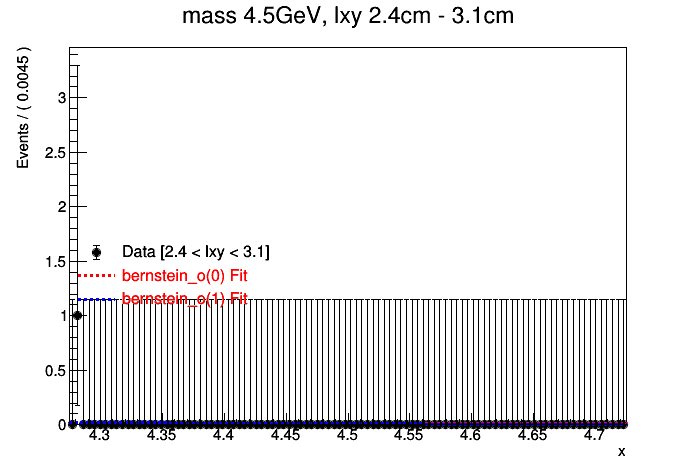 mass 4.5GeV, lxy 2.4cm - 3.1cm
Events / ( 0.0045 )
3
2.5
2
Data [2.4 < lxy < 3.1]
1.5
bernstein_o(0) Fit
bernstein_o(1) Fit
1
0.5
0
4.3 4.35 4.4 4.45 4.5 4.55 4.6 4.65 4.7
x